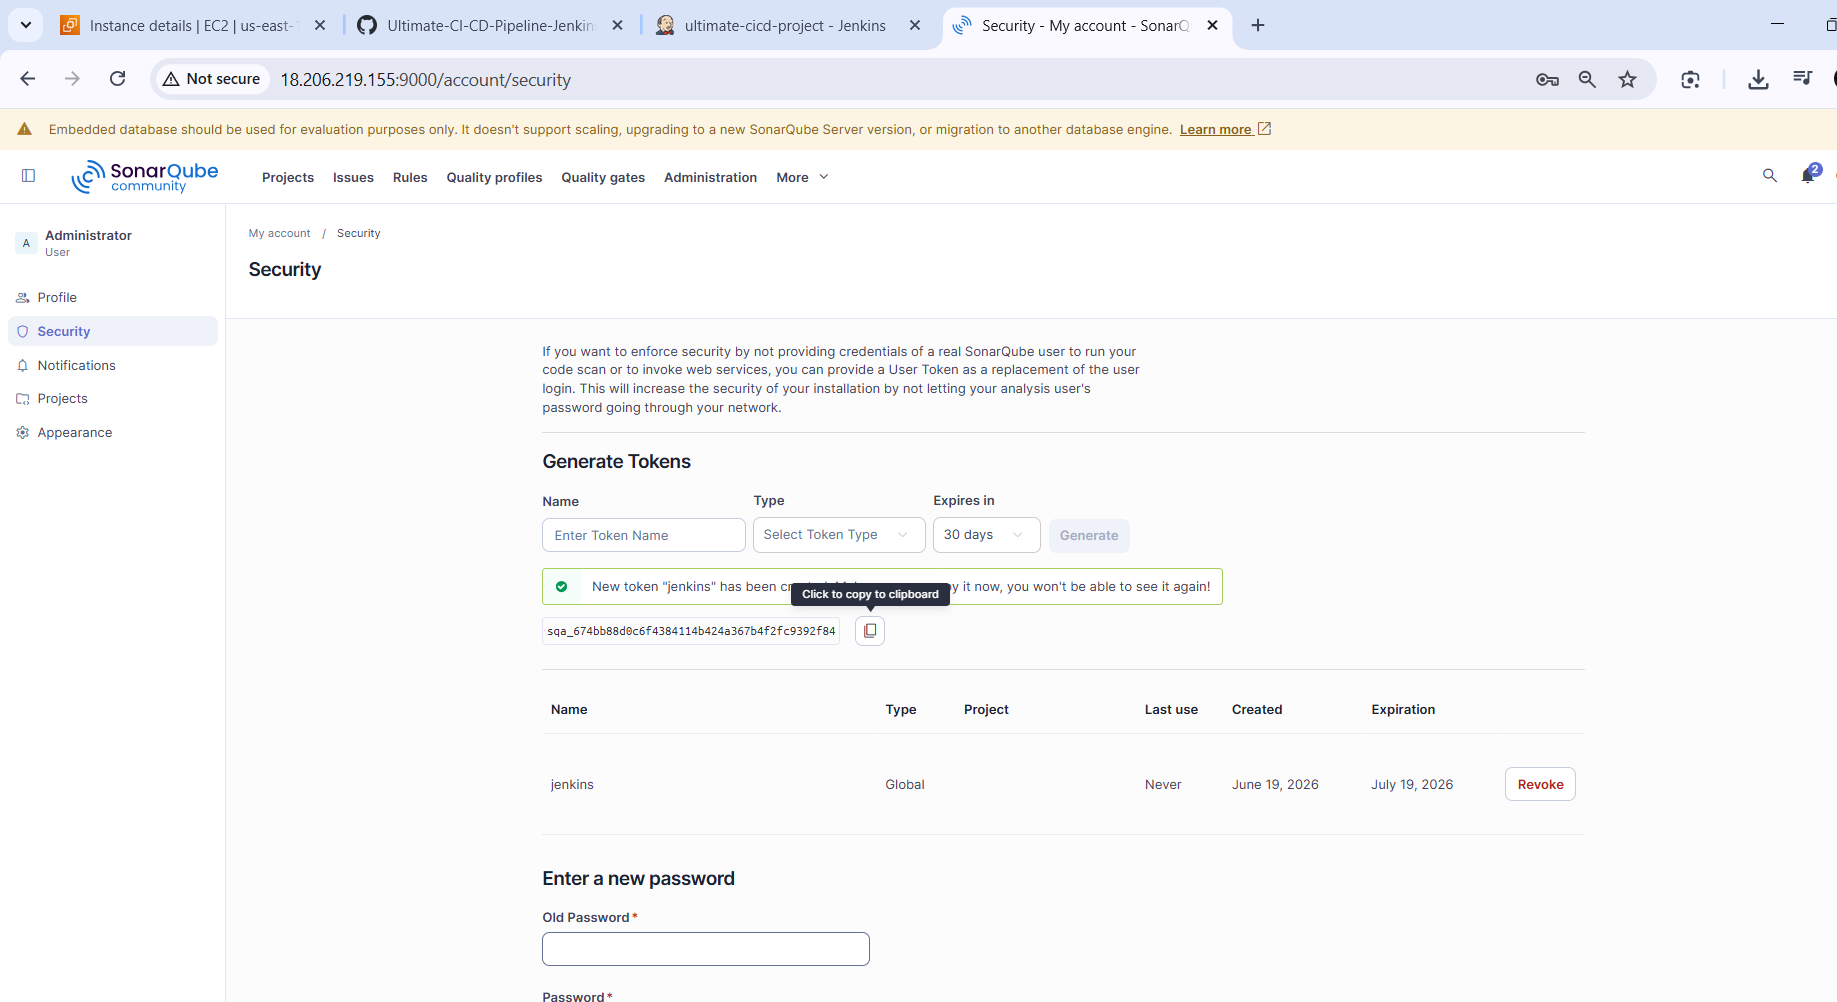 Instance details | EC2 | us-east-1
Ultimate-CI-CD-Pipeline-Jenkins
ultimate-cicd-project - Jenkins
Security - My account - SonarQ
Not secure
18.206.219.155:9000/account/security
Embedded database should be used for evaluation purposes only. It doesn't support scaling, upgrading to a new SonarQube Server version, or migration to another database engine. Learn more
SonarQube
community
Projects
Issues
Rules
Quality profiles
Quality gates
Administration
More
2
A
Administrator
User
Profile
Security
Notifications
Projects
Appearance
My account / Security
Security
If you want to enforce security by not providing credentials of a real SonarQube user to run your
code scan or to invoke web services, you can provide a User Token as a replacement of the user
login. This will increase the security of your installation by not letting your analysis user's
password going through your network.
Generate Tokens
Name
Type
Expires in
Enter Token Name
Select Token Type
30 days
Generate
New token "jenkins" has been it now, you won't be able to see it again!
Click to copy to clipboard
sqa_674bb88d0c6f4384114b424a367b4f2fc9392f84
Name
Type
Project
Last use
Created
Expiration
jenkins
Global
Never
June 19, 2026
July 19, 2026
Revoke
Enter a new password
Old Password *
Password *